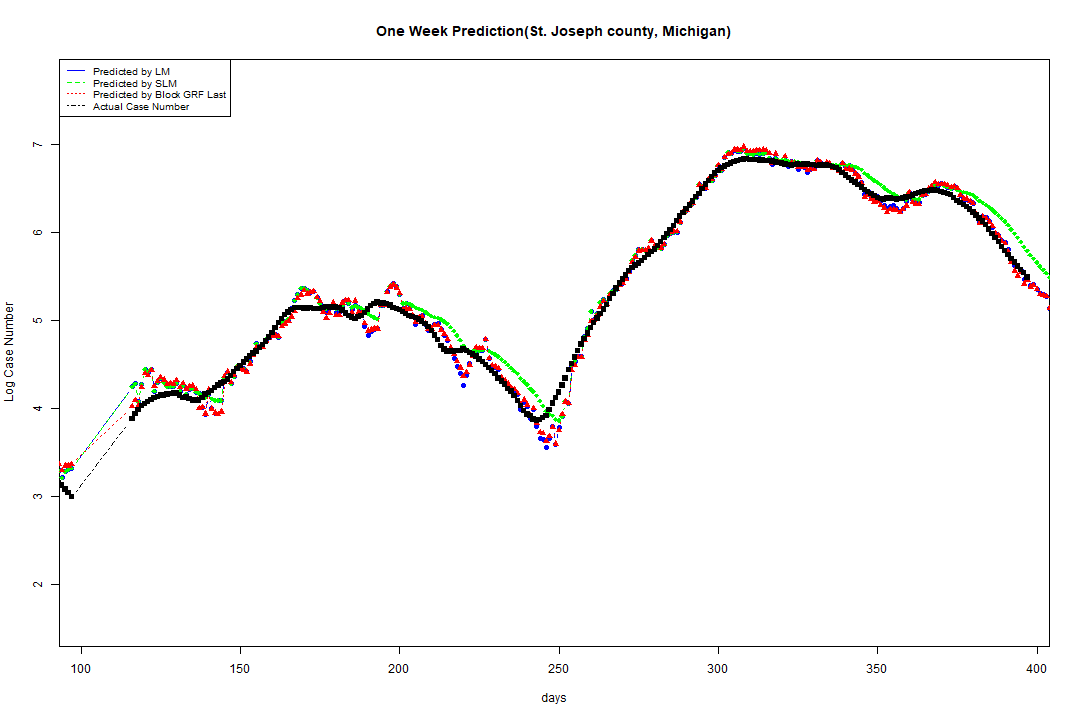 One Week Prediction(St. Joseph county, Michigan)
Predicted by LM
Predicted by SLM
Predicted by Block GRF Last
Actual Case Number
Log Case Number
7
6
5
4
3
2
100 150 200 250 300 350 400
days